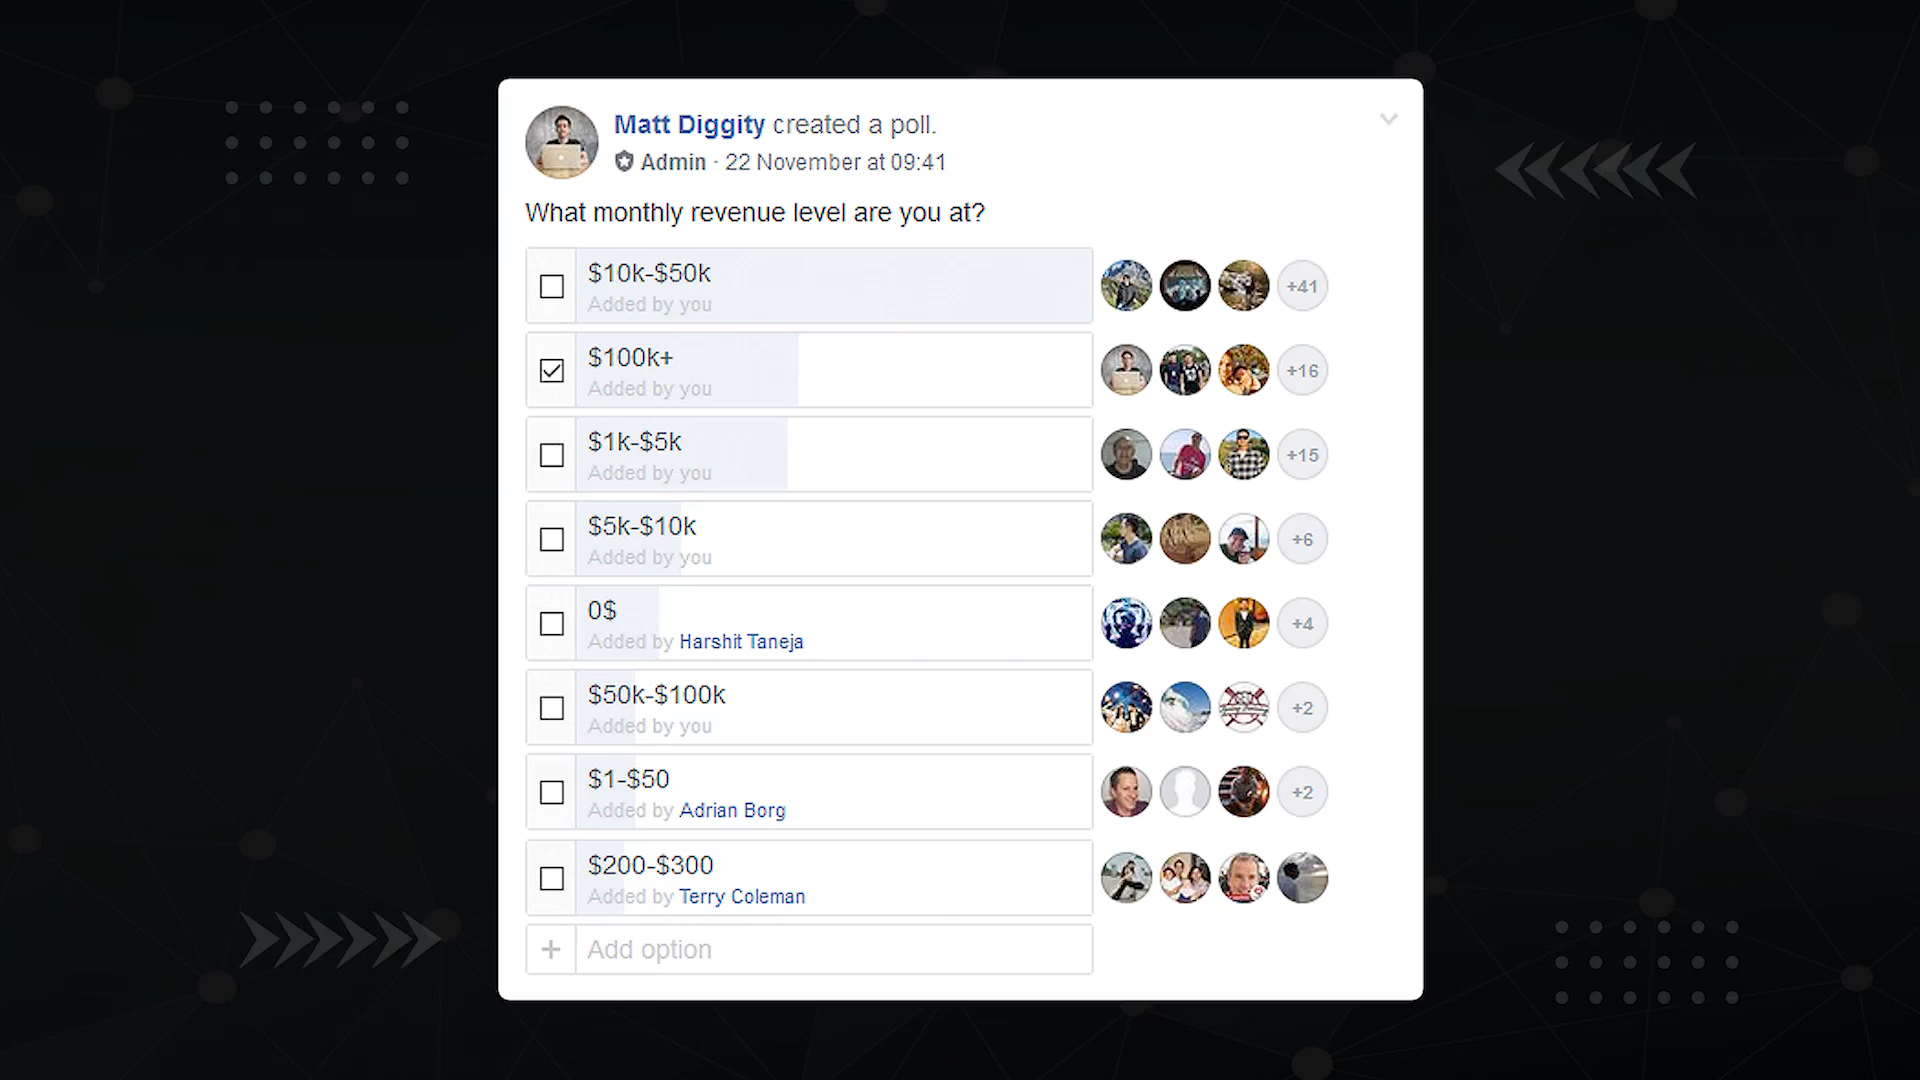 Matt Diggity created a poll.
Admin · 22 November at 09:41
What monthly revenue level are you at?
$10k-$50k
Added by you
+41
$100k+
Added by you
+16
$1k-$5k
Added by you
+15
$5k-$10k
Added by you
+6
0$
Added by Harshit Taneja
+4
$50k-$100k
Added by you
+2
$1-$50
Added by Adrian Borg
+2
$200-$300
Added by Terry Coleman
+ Add option